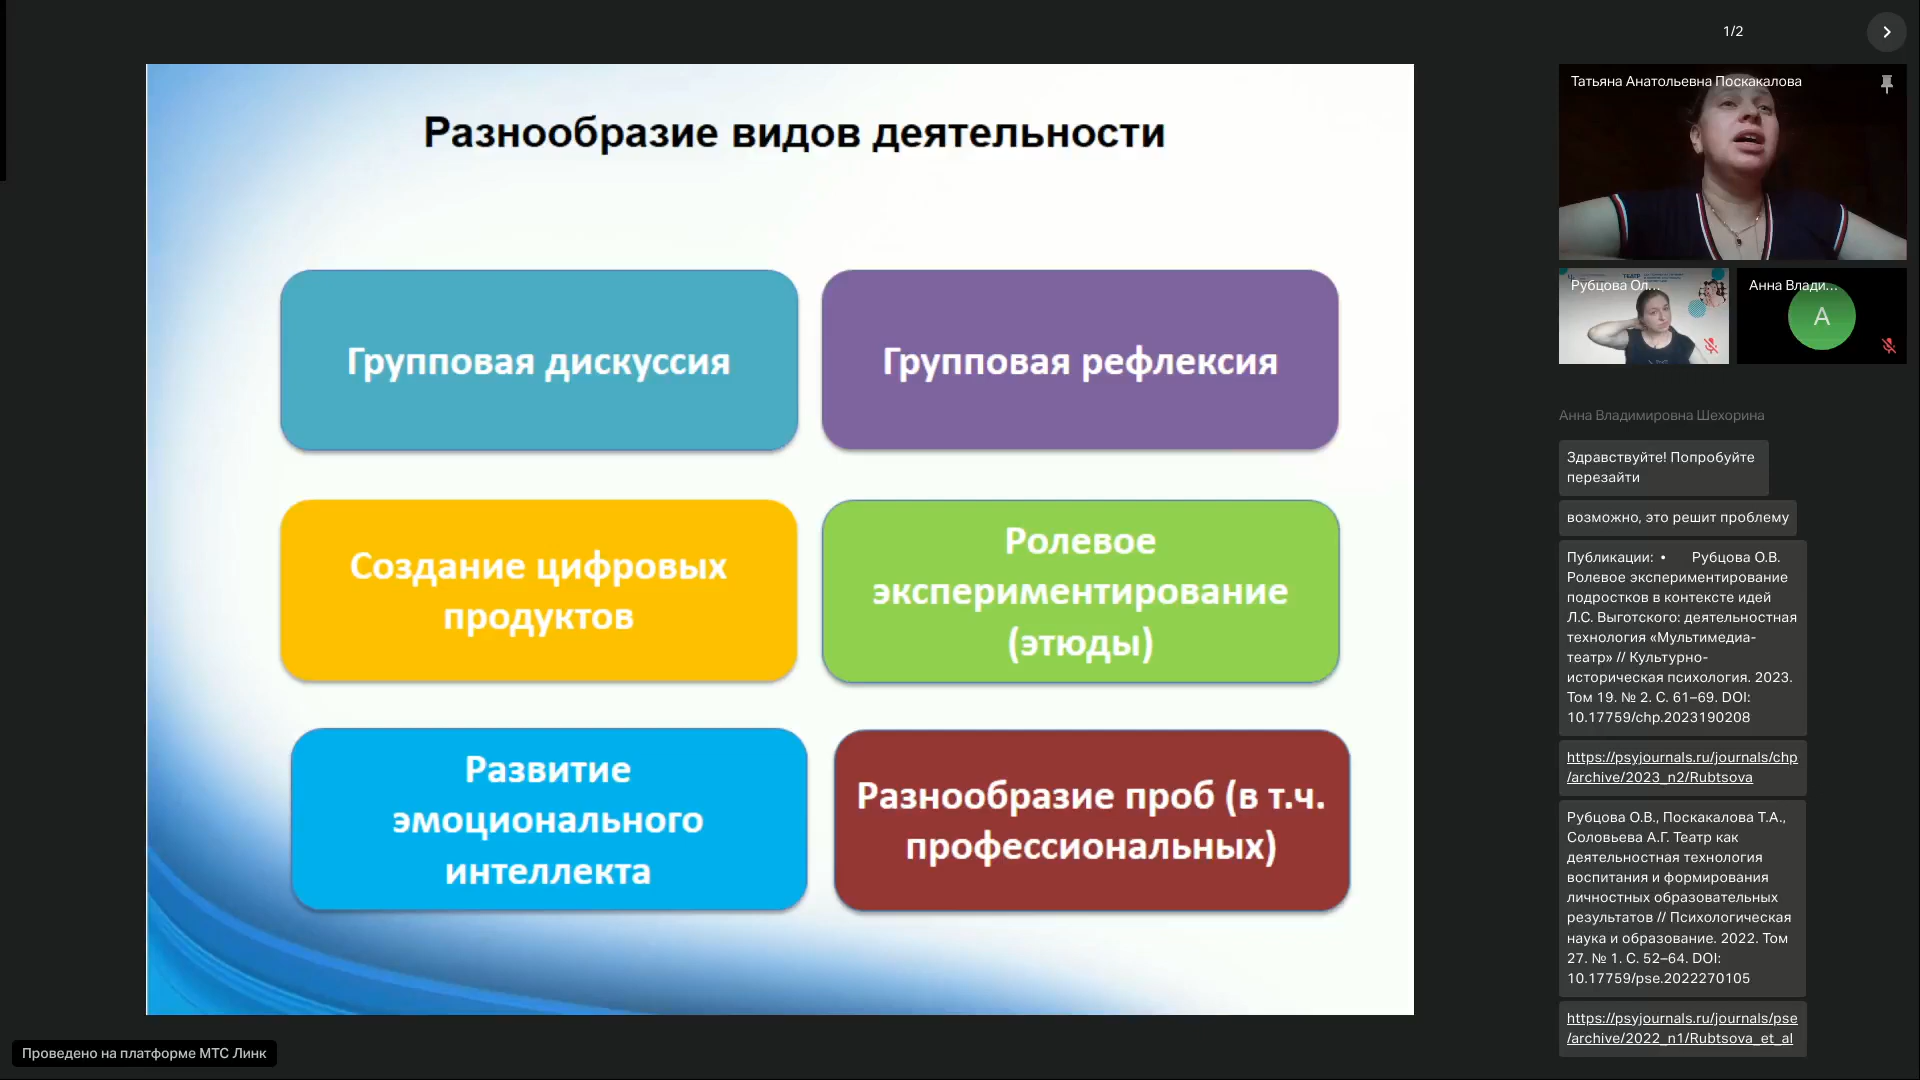 1/2
Разнообразие видов деятельности
Групповая дискуссия
Групповая рефлексия
Создание цифровых
продуктов
Ролевое
экспериментирование
(этюды)
Развитие
эмоционального
интеллекта
Разнообразие проб (в т.ч.
профессиональных)
Татьяна Анатольевна Поскакалова
Рубцова Ол...
Анна Влади...
А
Анна Владимировна Шехорина
Здравствуйте! Попробуйте
перезайти
возможно, это решит проблему
Публикации: • Рубцова О.В.
Ролевое экспериментирование
подростков в контексте идей
Л.С. Выготского: деятельностная
технология «Мультимедиа-
театр» // Культурно-
историческая психология. 2023.
Том 19. № 2. С. 61–69. DOI:
10.17759/chp.2023190208
https://psyjournals.ru/journals/chp
/archive/2023_n2/Rubtsova
Рубцова О.В., Поскакалова Т.А.,
Соловьева А.Г. Театр как
деятельностная технология
воспитания и формирования
личностных образовательных
результатов // Психологическая
наука и образование. 2022. Том
27. № 1. С. 52–64. DOI:
10.17759/pse.2022270105
https://psyjournals.ru/journals/pse
/archive/2022_n1/Rubtsova_et_al
Проведено на платформе МТС Линк